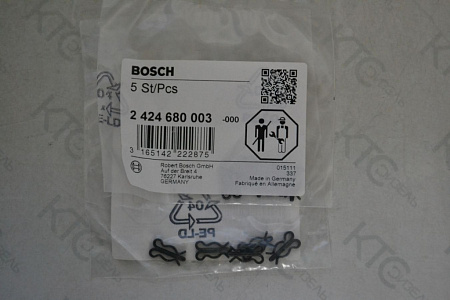 BOSCH
5 St/Pcs
2 424 680 003 -000
3 165142 222875
Robert Bosch GmbH
Auf der Breit 4
76227 Karlsruhe
GERMANY
015111
337
Made in Germany
Fabriqué en Allemagne
04
PE-LD
KTC